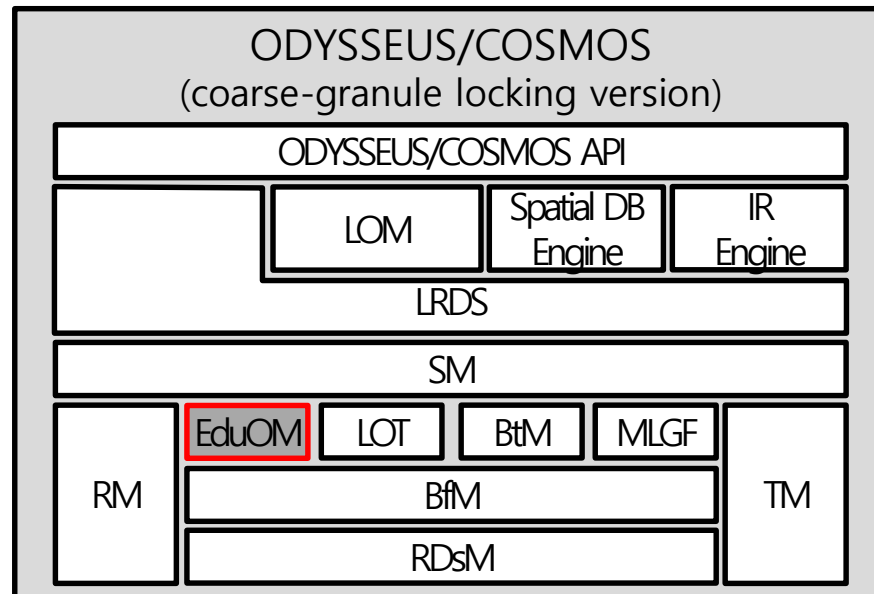 ODYSSEUS/COSMOS
(coarse-granule locking version)
ODYSSEUS/COSMOS API
LOM
Spatial DB
Engine
IR
Engine
LRDS
SM
RM
EduOM
LOT
BtM
MLGF
TM
BfM
RDsM